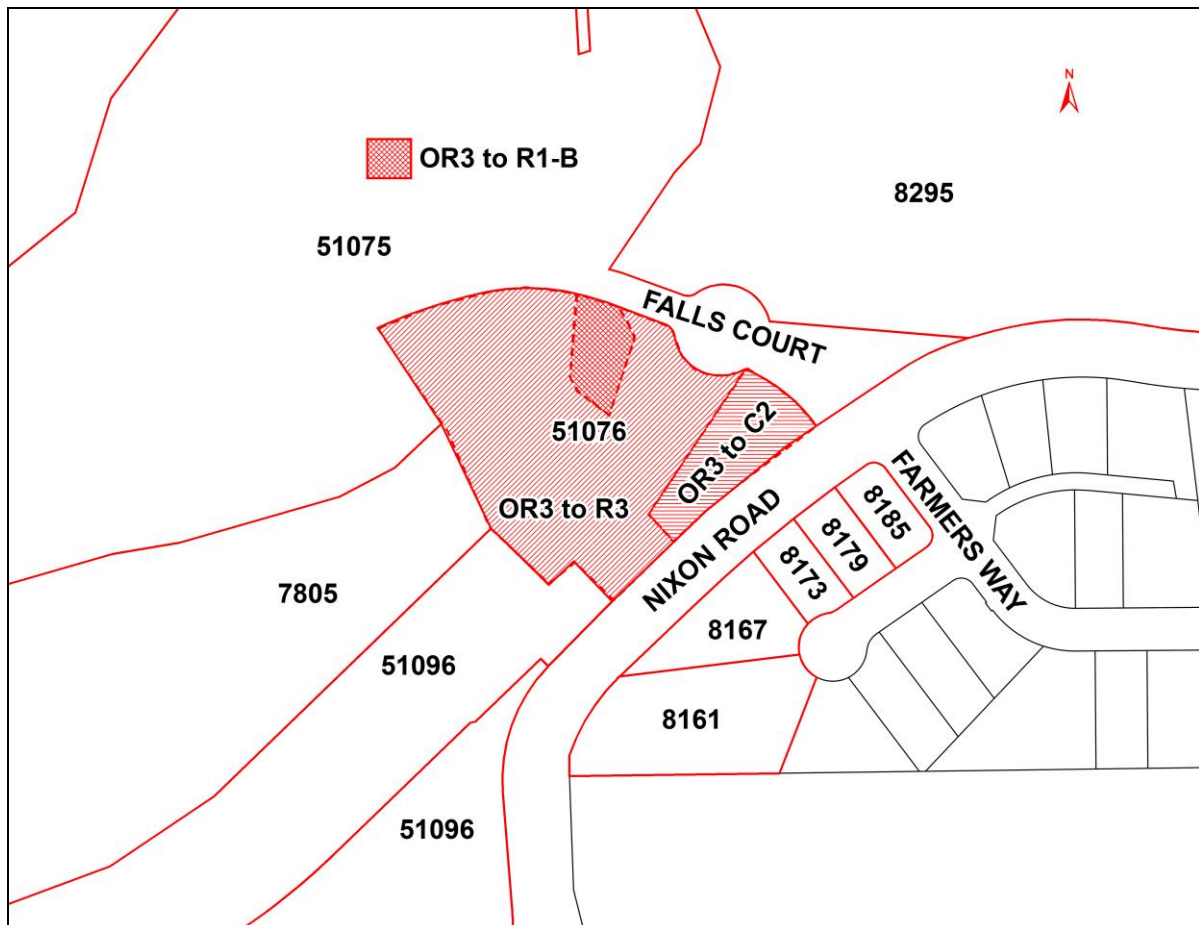 N
OR3 to R1-B
8295
51075
FALLS COURT
51076
OR3 to C2
OR3 to R3
FARMERS WAY
8185
8179
8173
NIXON ROAD
7805
8167
51096
8161
51096